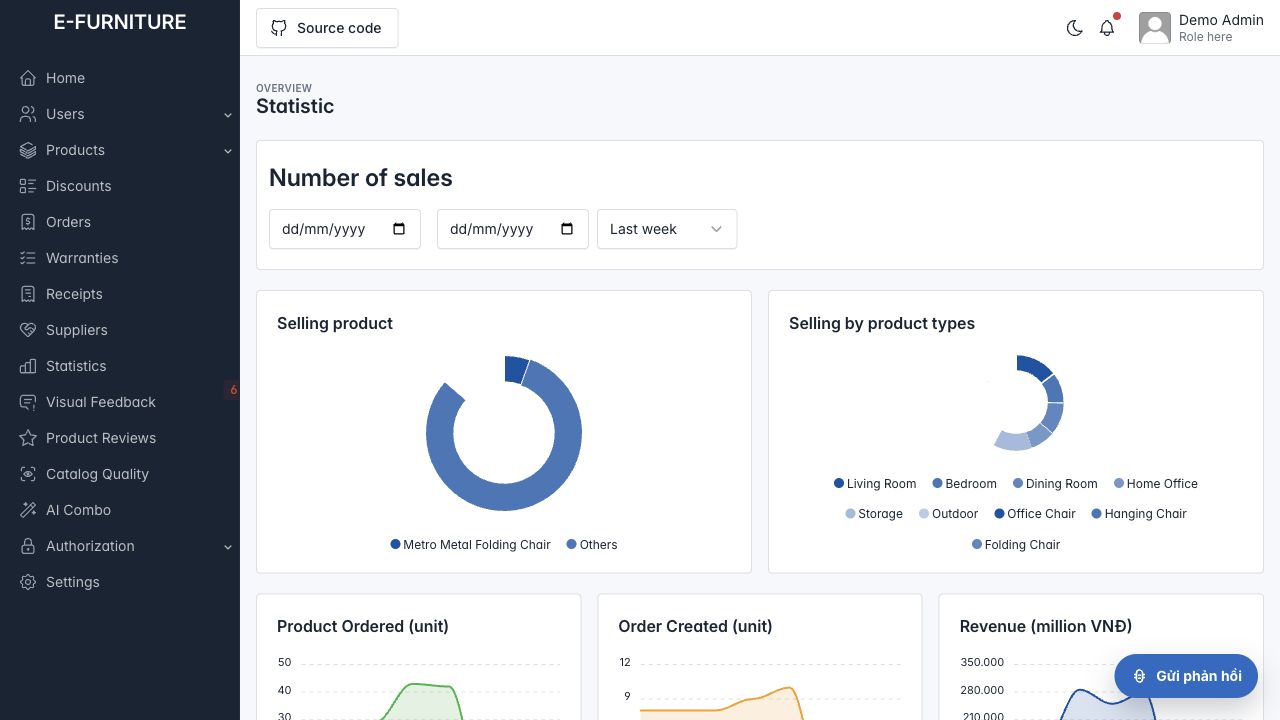 E-FURNITURE
Home
Users
Products
Discounts
Orders
Warranties
Receipts
Suppliers
Statistics
6
Visual Feedback
Product Reviews
Catalog Quality
AI Combo
Authorization
Settings
Source code
Demo Admin
Role here
OVERVIEW
Statistic
Number of sales
dd/mm/yyyy dd/mm/yyyy Last week
Selling product
Metro Metal Folding Chair Others
Selling by product types
Living Room Bedroom Dining Room Home Office
Storage Outdoor Office Chair Hanging Chair
Folding Chair
Product Ordered (unit)
50
40
30
Order Created (unit)
12
9
Revenue (million VNĐ)
350.000
280.000
210.000
Gửi phản hồi